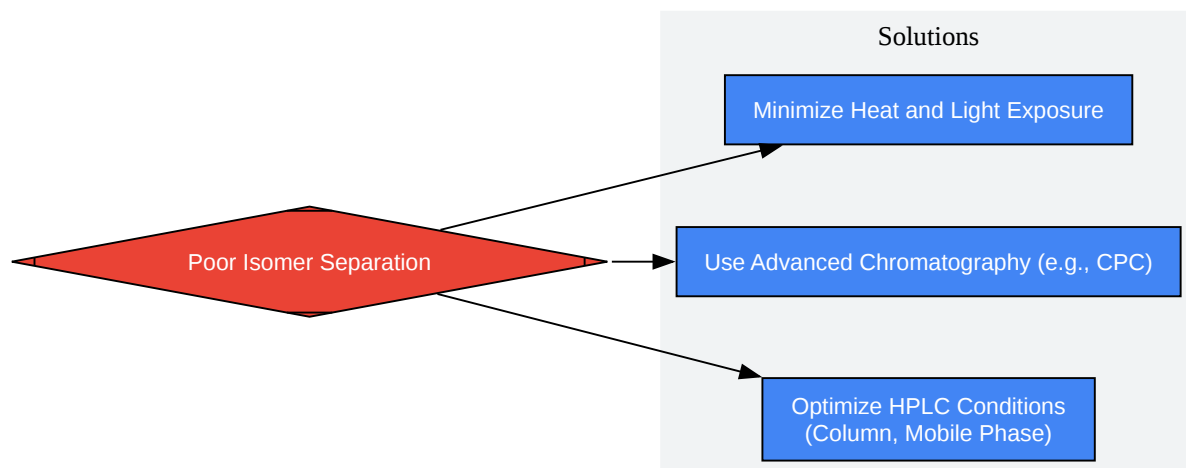 Solutions
Minimize Heat and Light Exposure
Poor Isomer Separation
Use Advanced Chromatography (e.g., CPC)
Optimize HPLC Conditions
(Column, Mobile Phase)